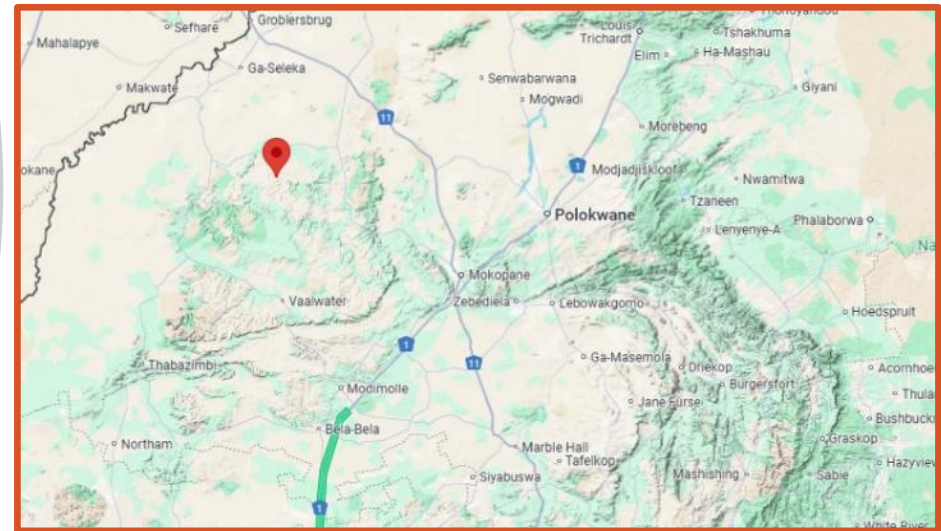 Sefhare
Groblersbrug
Mahalapye
Louis
Trichardt
Tshakhuma
Elim
Ha-Mashau
Ga-Seleka
Makwate
Senwabarwana
Mogwadi
Giyani
11
Morebeng
okane
1
Modjadjiskloof
Nwamitwa
Polokwane
Tzaneen
Phalaborwa
Lenyenye-A
Na
Mokopane
Vaalwater
Zebediela
Lebowakgomo
Hoedspruit
1
11
Thabazimbi
Ga-Masemola
Driekop
Acornhoe
Modimolle
Burgersfort
Jane Furse
Thula
Bela-Bela
Bushbuck
Northam
Marble Hall
Graskop
Tafelkop
Hazyview
Siyabuswa
Mashishing
Sabie
1
White River